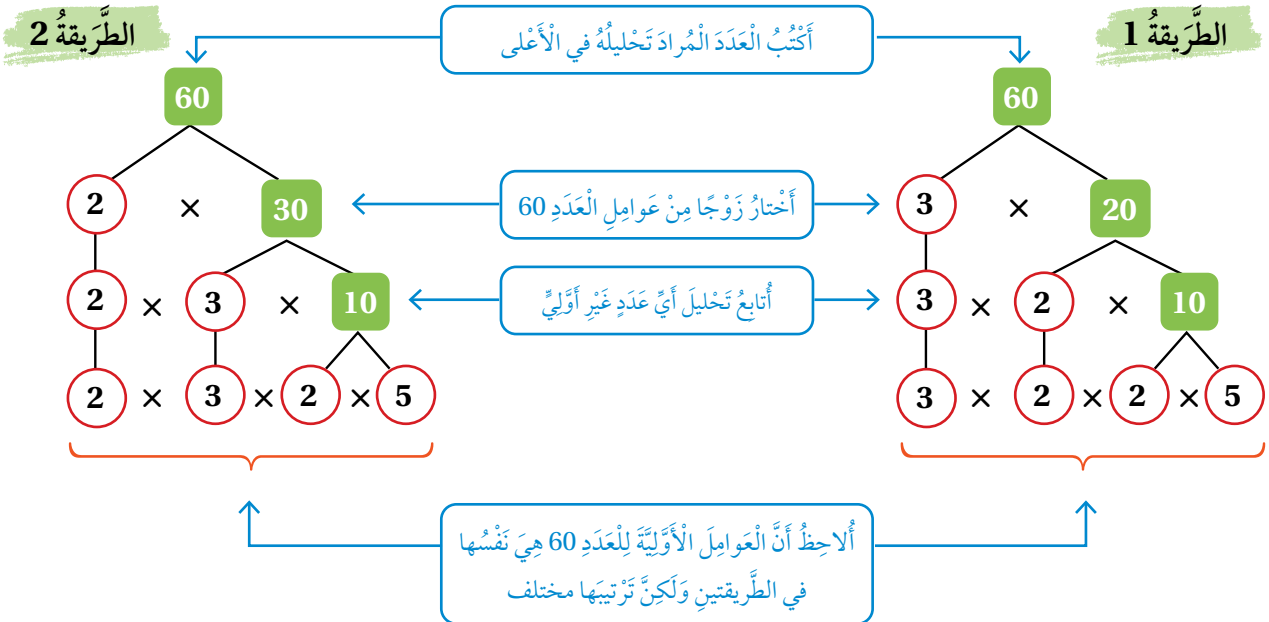 الطَّرَيقةُ 1
الطَّرَيقةُ 2
أَكْتُبُ الْعَدَدَ الْمُرادَ تَحْليلُهُ في الْأَعْلى
60
60
أَخْتارُ زَوْجًا مِنْ عَوامِلِ الْعَدَدِ 60
2 × 30
3 × 20
أُتابِعُ تَحْليلَ أَيِّ عَدَدٍ غَيْرِ أَوَّلِيٍّ
2 × 3 × 10
3 × 2 × 10
2 × 3 × 2 × 5
3 × 2 × 2 × 5
أُلاحِظُ أَنَّ الْعَوامِلَ الْأَوَّلِيَّةَ لِلْعَدَدِ 60 هِيَ نَفْسُها
في الطَّريقتينِ وَلَكِنَّ تَرْتيبَها مختلف